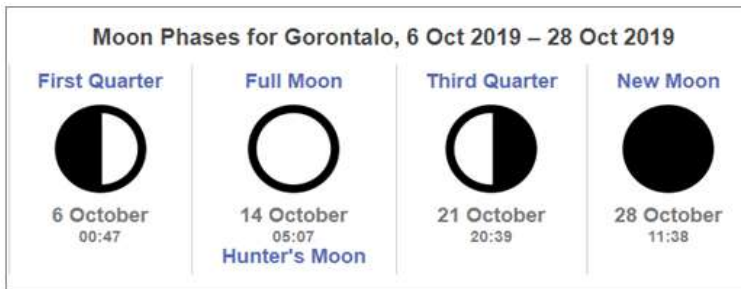 Moon Phases for Gorontalo, 6 Oct 2019 – 28 Oct 2019
First Quarter
6 October
00:47
Full Moon
14 October
05:07
Hunter's Moon
Third Quarter
21 October
20:39
New Moon
28 October
11:38